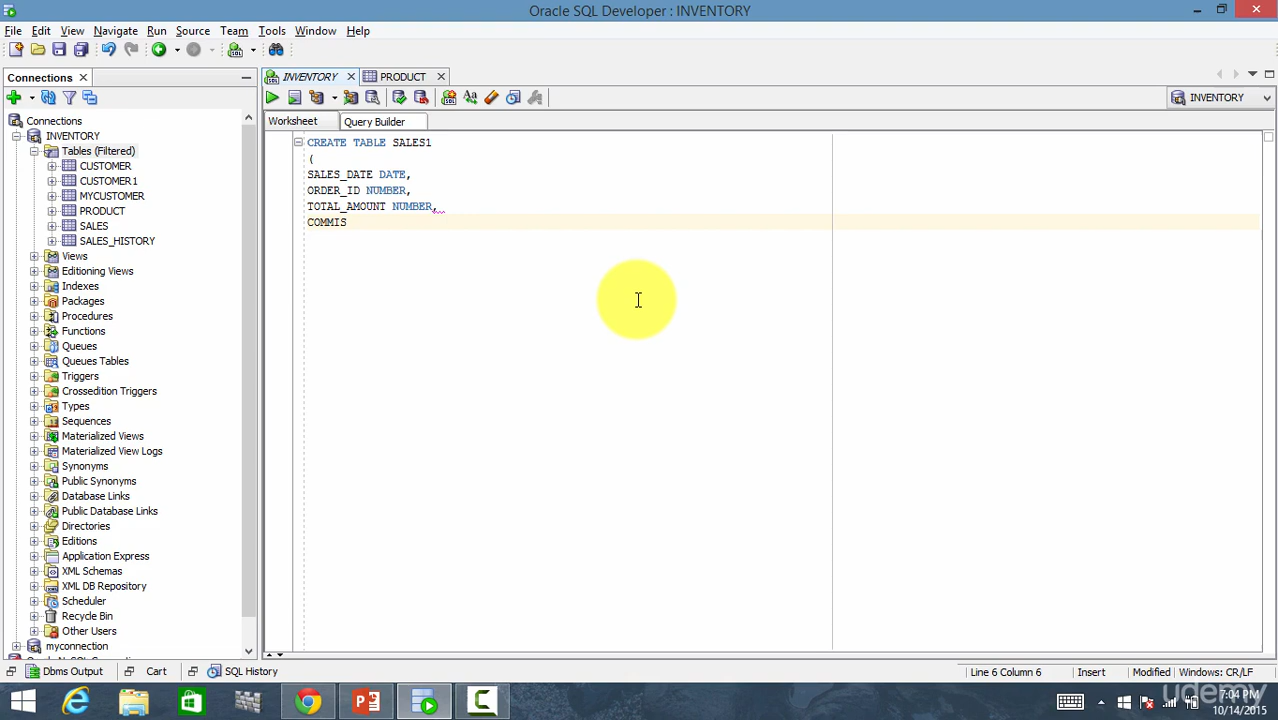 Oracle SQL Developer : INVENTORY
File Edit View Navigate Run Source Team Tools Window Help
Connections
INVENTORY
PRODUCT
INVENTORY
Worksheet
Query Builder
Connections
INVENTORY
Tables (Filtered)
CUSTOMER
CUSTOMER1
MYCUSTOMER
PRODUCT
SALES
SALES_HISTORY
Views
Editioning Views
Indexes
Packages
Procedures
Functions
Queues
Queues Tables
Triggers
Crossedition Triggers
Types
Sequences
Materialized Views
Materialized View Logs
Synonyms
Public Synonyms
Database Links
Public Database Links
Directories
Editions
Application Express
XML Schemas
XML DB Repository
Scheduler
Recycle Bin
Other Users
myconnection
CREATE TABLE SALES1
(
SALES_DATE DATE,
ORDER_ID NUMBER,
TOTAL_AMOUNT NUMBER,
COMMIS
Dbms Output
Cart
SQL History
Line 6 Column 6
Insert
Modified
Windows: CR/LF
7:04 PM
10/14/2015
udemy